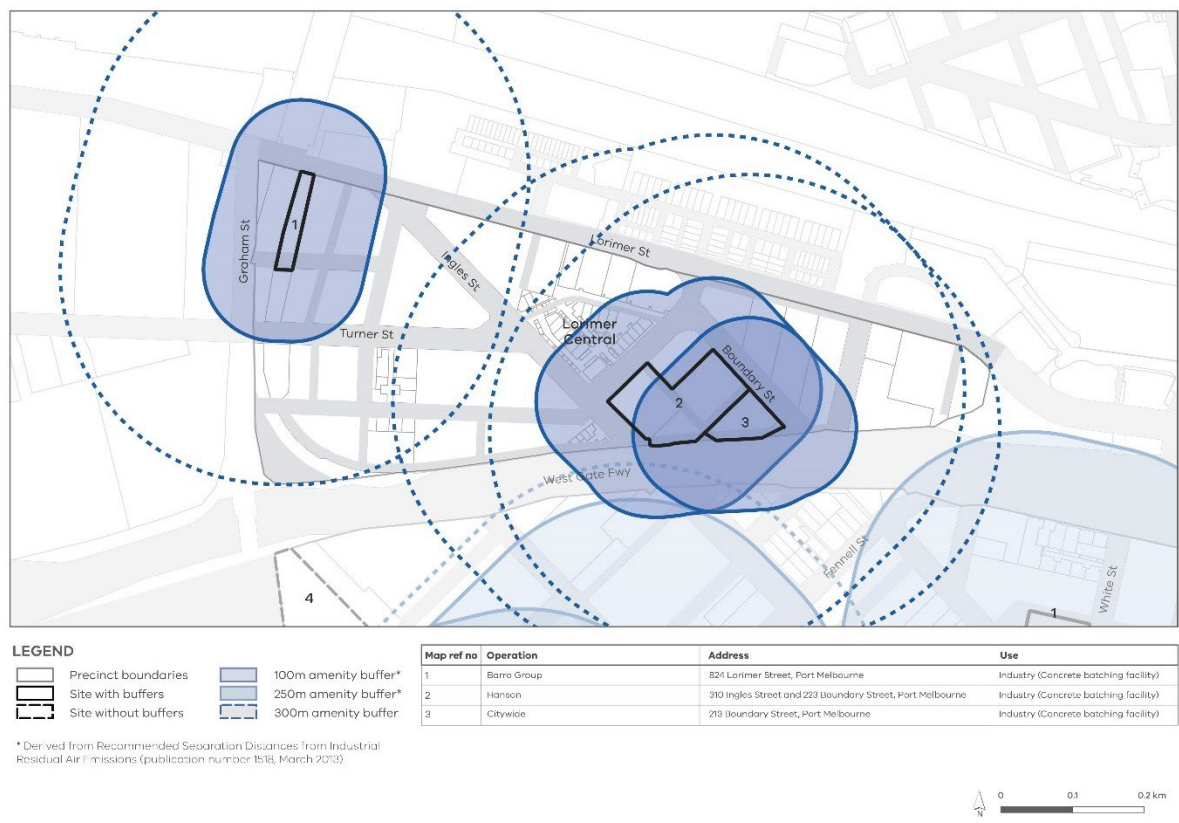 Graham St
1
Ingles St
Lorimer St
Turner St
Lorimer
Central
Boundary St
2
3
West Gate Fwy
Fennell St
White St
4
1
LEGEND
Precinct boundaries
Site with buffers
Site without buffers
100m amenity buffer*
250m amenity buffer*
300m amenity buffer
* Derived from Recommended Separation Distances from Industrial
Residual Air Emissions (publication number 1518, March 2013)
Map ref no Operation Address Use
1 Barro Group 824 Lorimer Street, Port Melbourne Industry (Concrete batching facility)
2 Hanson 310 Ingles Street and 223 Boundary Street, Port Melbourne Industry (Concrete batching facility)
3 Citywide 213 Boundary Street, Port Melbourne Industry (Concrete batching facility)
N
0 0.1 0.2 km